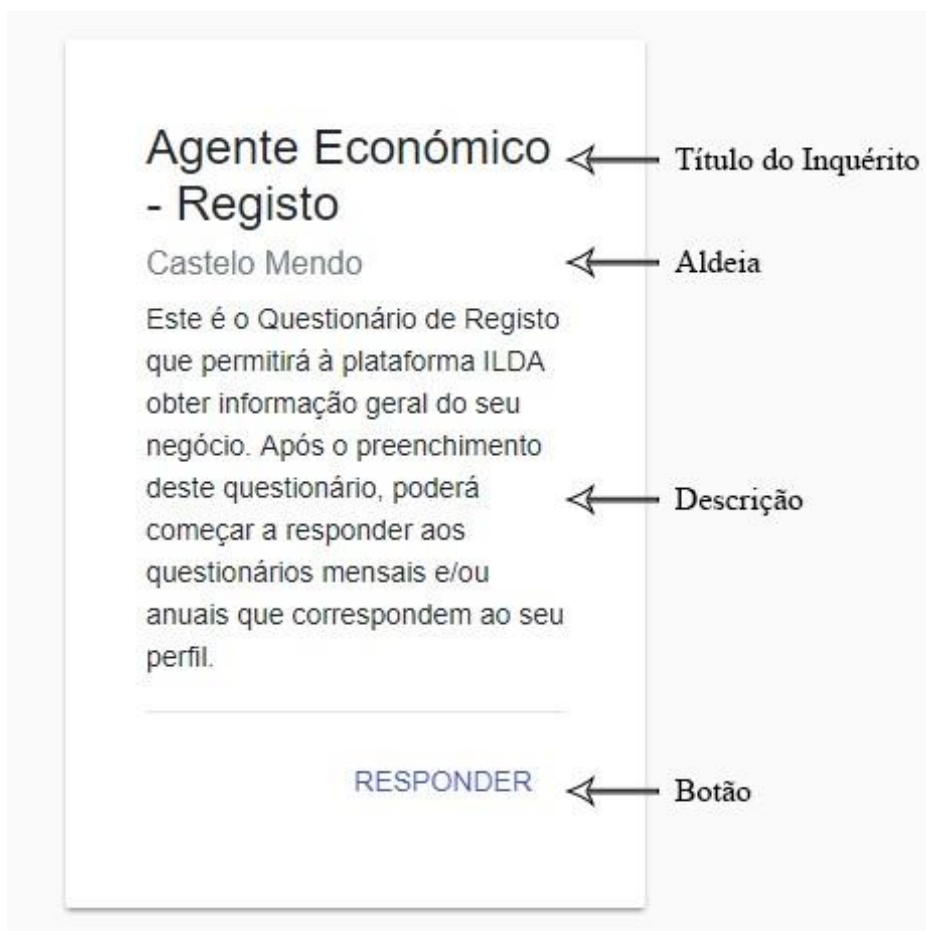 Agente Económico
- Registo
Título do Inquérito
Castelo Mendo
Aldeia
Este é o Questionário de Registo
que permitirá à plataforma ILDA
obter informação geral do seu
negócio. Após o preenchimento
deste questionário, poderá
começar a responder aos
questionários mensais e/ou
anuais que correspondem ao seu
perfil.
Descrição
RESPONDER
Botão